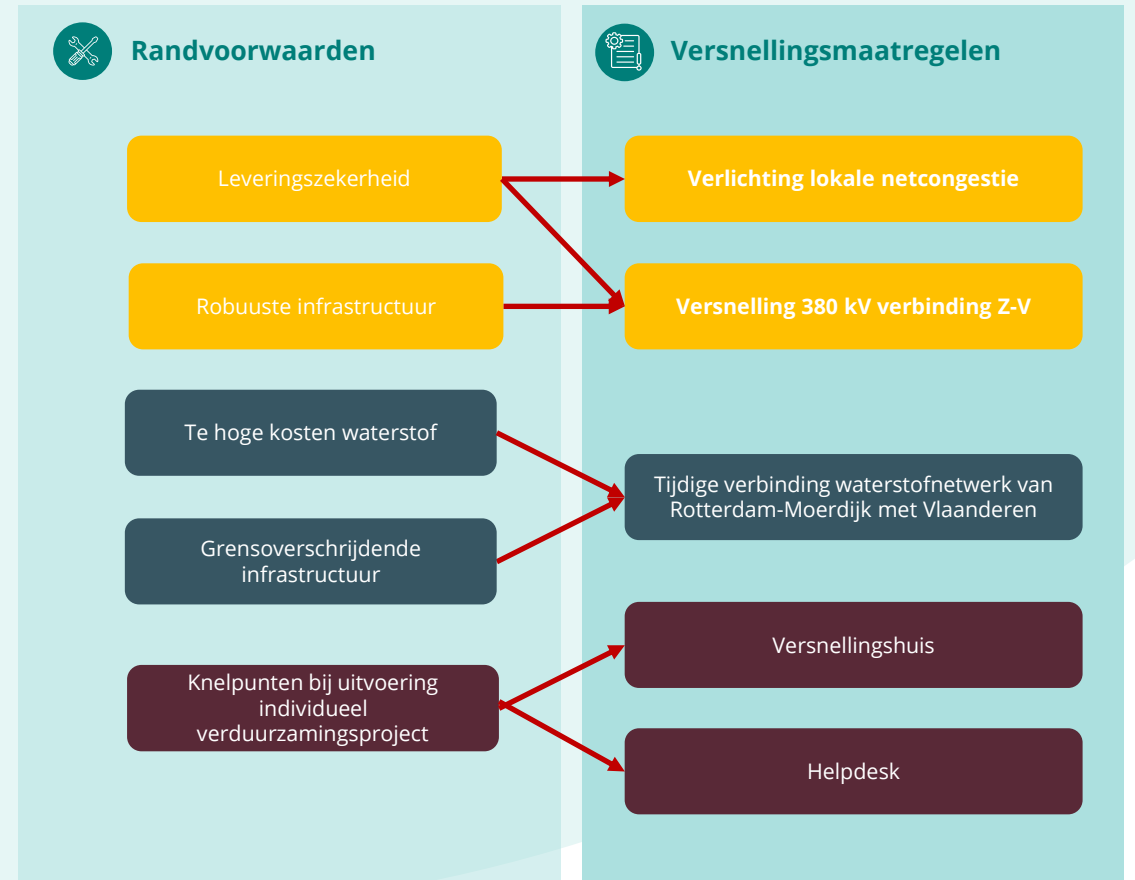 Randvoorwaarden
Leveringszekerheid
Robuuste infrastructuur
Te hoge kosten waterstof
Grensoverschrijdende
infrastructuur
Knelpunten bij uitvoering
individueel
verduurzamingsproject
Versnellingsmaatregelen
Verlichting lokale netcongestie
Versnelling 380 kV verbinding Z-V
Tijdige verbinding waterstofnetwerk van
Rotterdam-Moerdijk met Vlaanderen
Versnellingshuis
Helpdesk